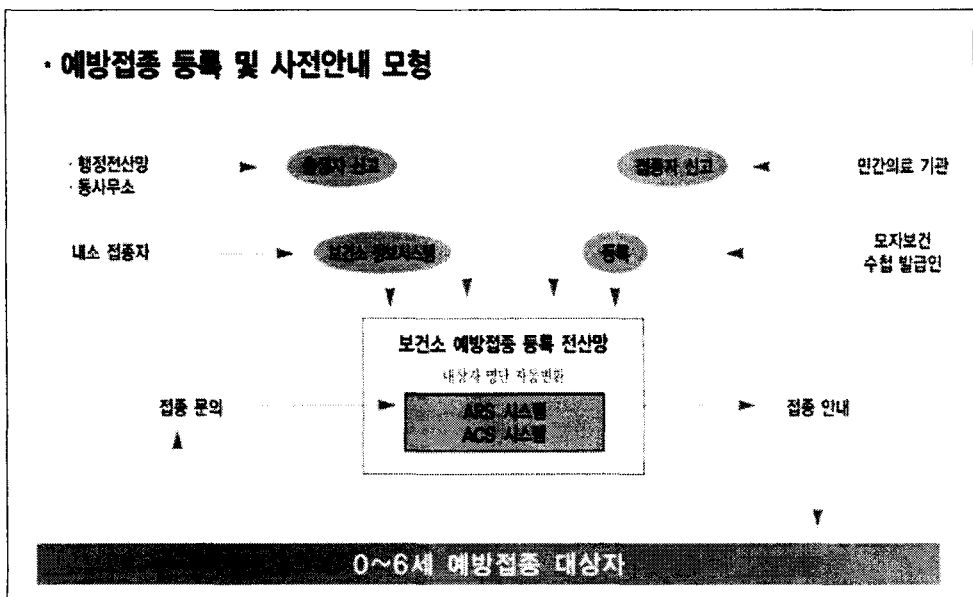 · 예방접종 등록 및 사전안내 모형
· 행정전산망
· 동사무소
출생자 신고
접종자 신고
민간의료 기관
내소 접종자
보건소 정보시스템
등록
모자보건
수첩 발급인
보건소 예방접종 등록 전산망
대상자 명단 자동변환
접종 문의
ARS 시스템
ACS 시스템
접종 안내
0~6세 예방접종 대상자